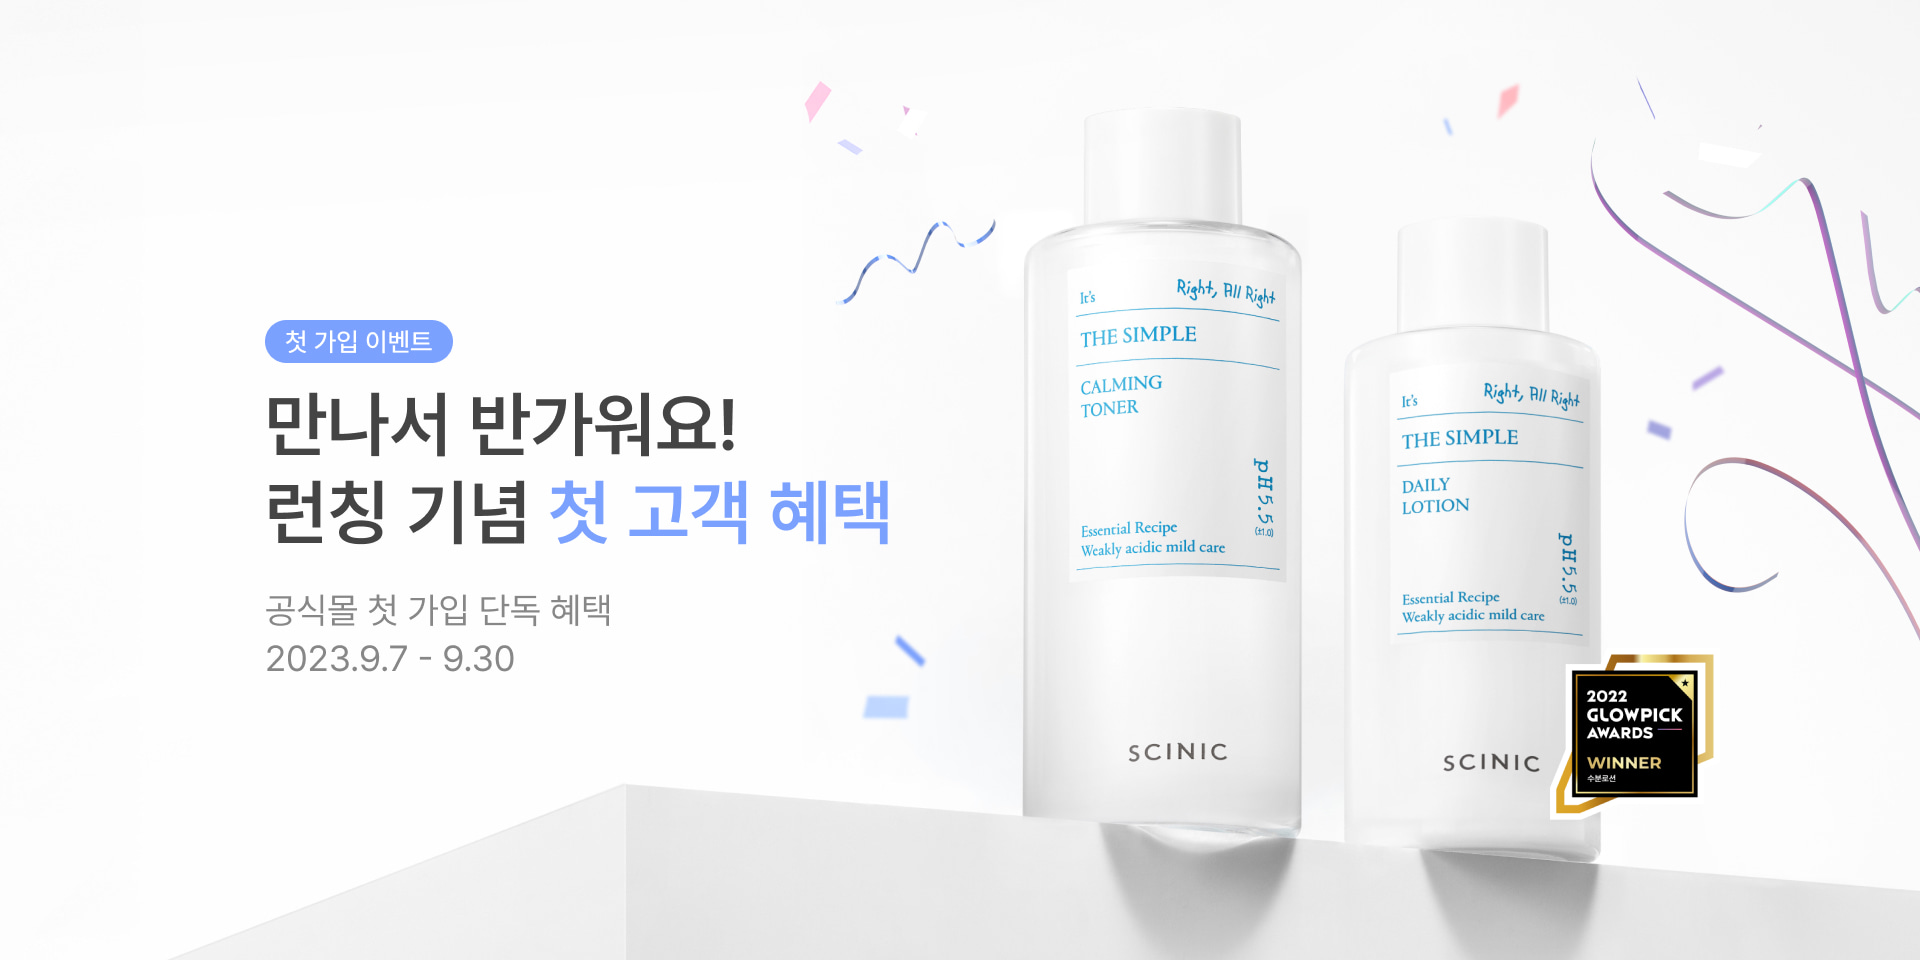 첫 가입 이벤트
만나서 반가워요!
런칭 기념 첫 고객 혜택
공식몰 첫 가입 단독 혜택
2023.9.7 - 9.30
It's
Right, All Right
THE SIMPLE
CALMING
TONER
pH 5.5
(±1.0)
Essential Recipe
Weakly acidic mild care
SCINIC
It's
Right, All Right
THE SIMPLE
DAILY
LOTION
pH 5.5
(±1.0)
Essential Recipe
Weakly acidic mild care
SCINIC
2022
GLOWPICK
AWARDS
WINNER
수분로션